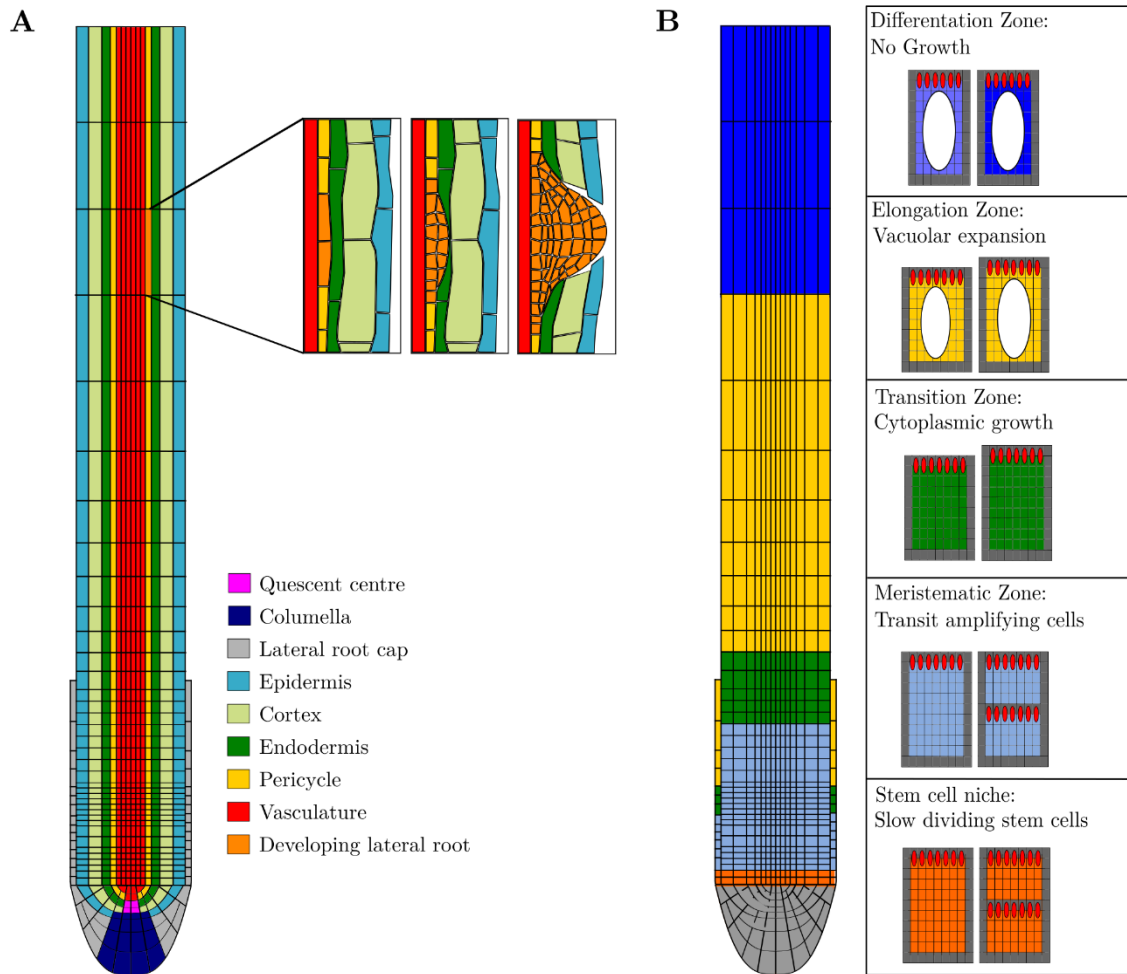 A
Quescent centre
Columella
Lateral root cap
Epidermis
Cortex
Endodermis
Pericycle
Vasculature
Developing lateral root
B
Differentation Zone:
No Growth
Elongation Zone:
Vacuolar expansion
Transition Zone:
Cytoplasmic growth
Meristematic Zone:
Transit amplifying cells
Stem cell niche:
Slow dividing stem cells